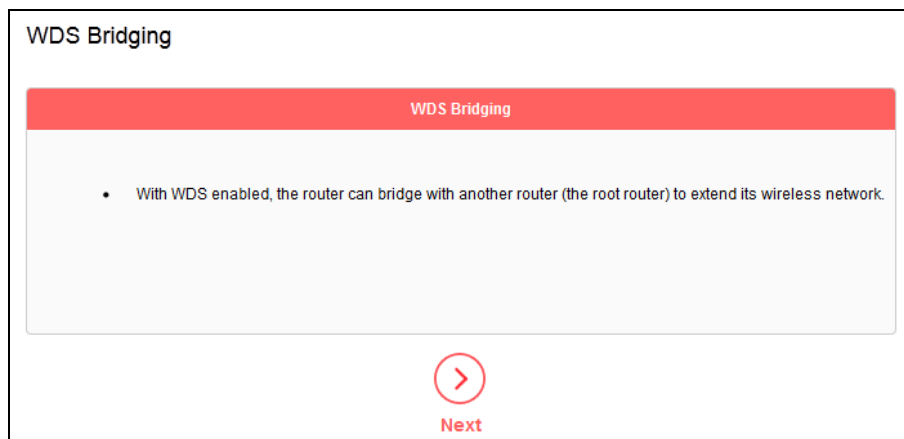 WDS Bridging
WDS Bridging
• With WDS enabled, the router can bridge with another router (the root router) to extend its wireless network.
Next